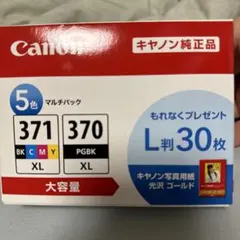 Canon
キヤノン純正品
5色
マルチパック
371
BK C M Y
XL
370
PGBK
XL
大容量
もれなくプレゼント
L判30枚
キヤノン写真用紙
光沢 ゴールド